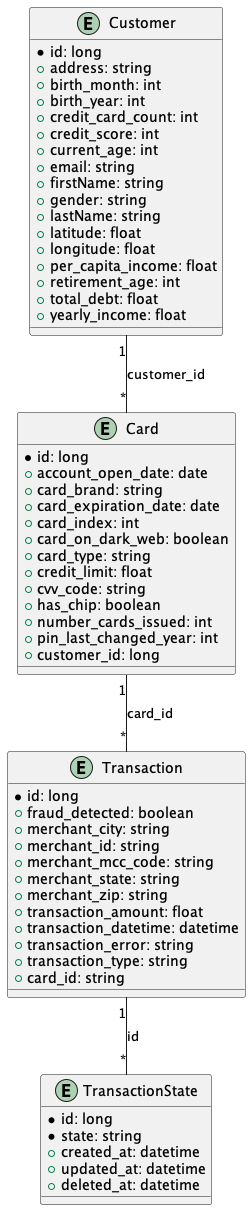 E Customer
id: long
address: string
birth_month: int
birth_year: int
credit_card_count: int
credit_score: int
current_age: int
email: string
firstName: string
gender: string
lastName: string
latitude: float
longitude: float
per_capita_income: float
retirement_age: int
total_debt: float
yearly_income: float
1
customer_id
*
E Card
id: long
account_open_date: date
card_brand: string
card_expiration_date: date
card_index: int
card_on_dark_web: boolean
card_type: string
credit_limit: float
cvv_code: string
has_chip: boolean
number_cards_issued: int
pin_last_changed_year: int
customer_id: long
1
card_id
*
E Transaction
id: long
fraud_detected: boolean
merchant_city: string
merchant_id: string
merchant_mcc_code: string
merchant_state: string
merchant_zip: string
transaction_amount: float
transaction_datetime: datetime
transaction_error: string
transaction_type: string
card_id: string
1
id
*
E TransactionState
id: long
state: string
created_at: datetime
updated_at: datetime
deleted_at: datetime